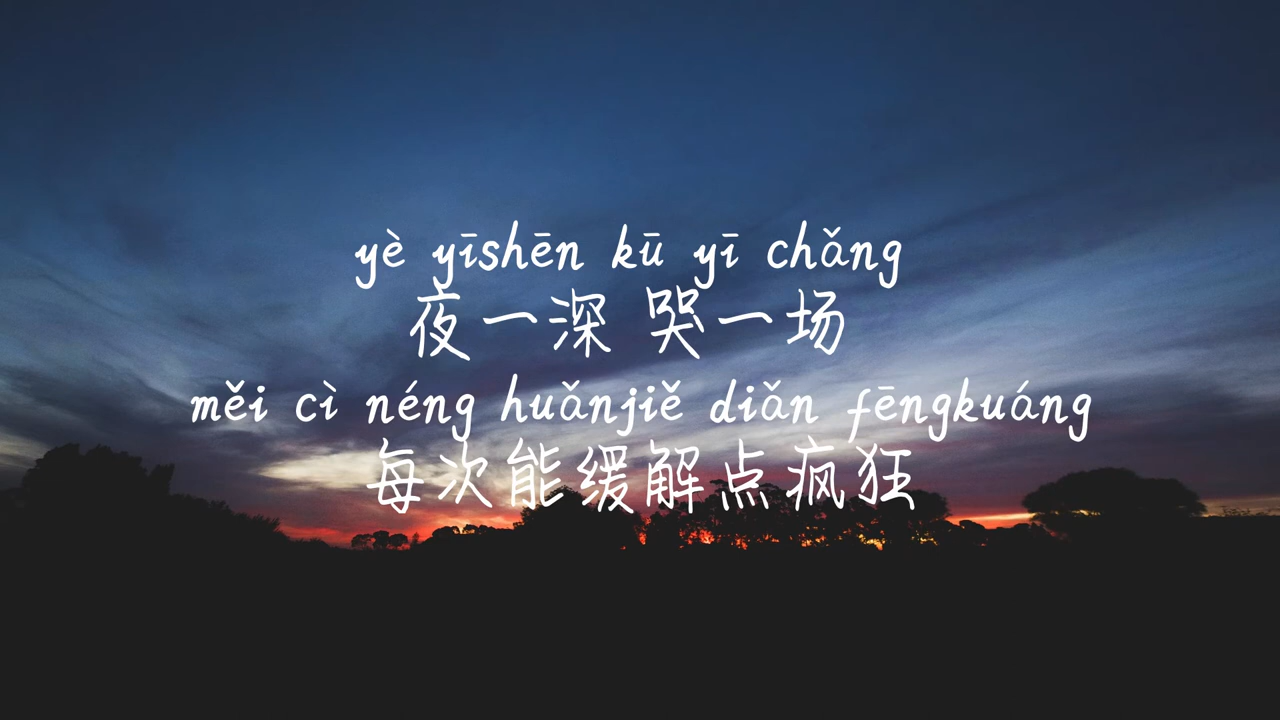 yè yīshēn kū yī chǎng
夜一深 哭一场
měi cì néng huǎnjiě diǎn fēngkuáng
每次能缓解点疯狂